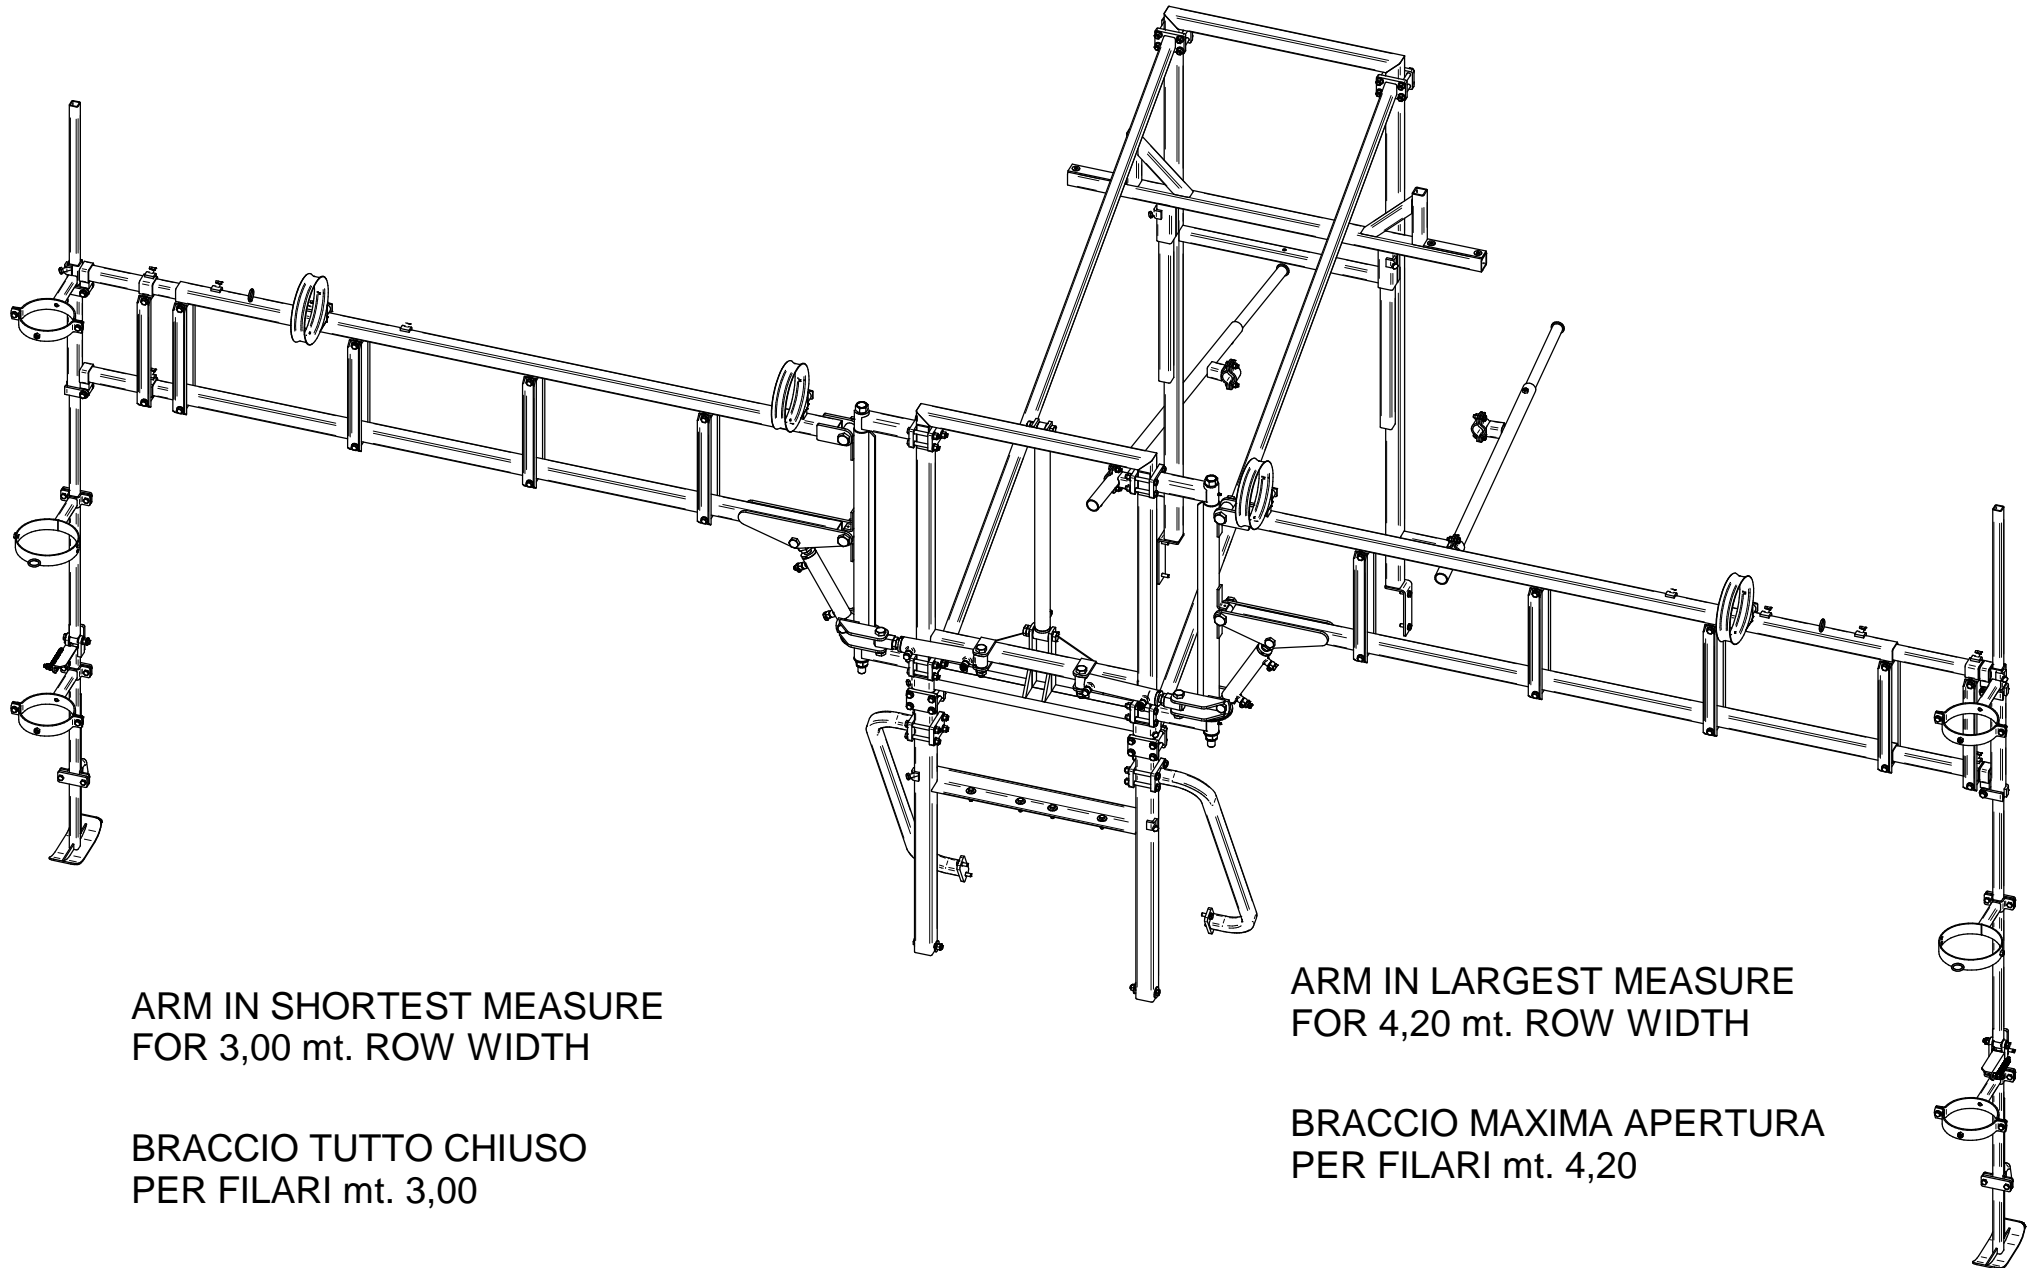 ARM IN SHORTEST MEASURE
FOR 3,00 mt. ROW WIDTH
BRACCIO TUTTO CHIUSO
PER FILARI mt. 3,00
ARM IN LARGEST MEASURE
FOR 4,20 mt. ROW WIDTH
BRACCIO MAXIMA APERTURA
PER FILARI mt. 4,20